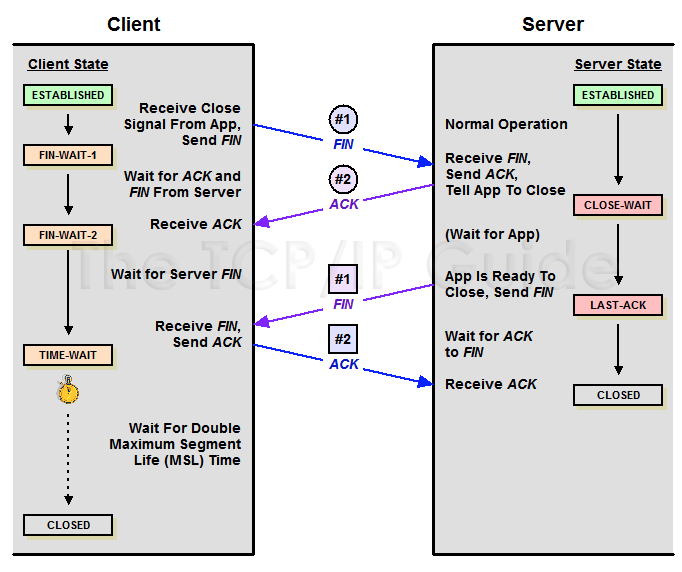 Client
Server
Client State
Server State
ESTABLISHED
ESTABLISHED
Receive Close
Signal From App,
Send FIN
#1
FIN
Normal Operation
FIN-WAIT-1
Receive FIN,
Send ACK,
Tell App To Close
Wait for ACK and
FIN From Server
#2
ACK
CLOSE-WAIT
Receive ACK
FIN-WAIT-2
(Wait for App)
The TCP/IP Guide
Wait for Server FIN
#1
FIN
App Is Ready To
Close, Send FIN
LAST-ACK
Receive FIN,
Send ACK
#2
ACK
Wait for ACK
to FIN
TIME-WAIT
Receive ACK
CLOSED
Wait For Double
Maximum Segment
Life (MSL) Time
CLOSED